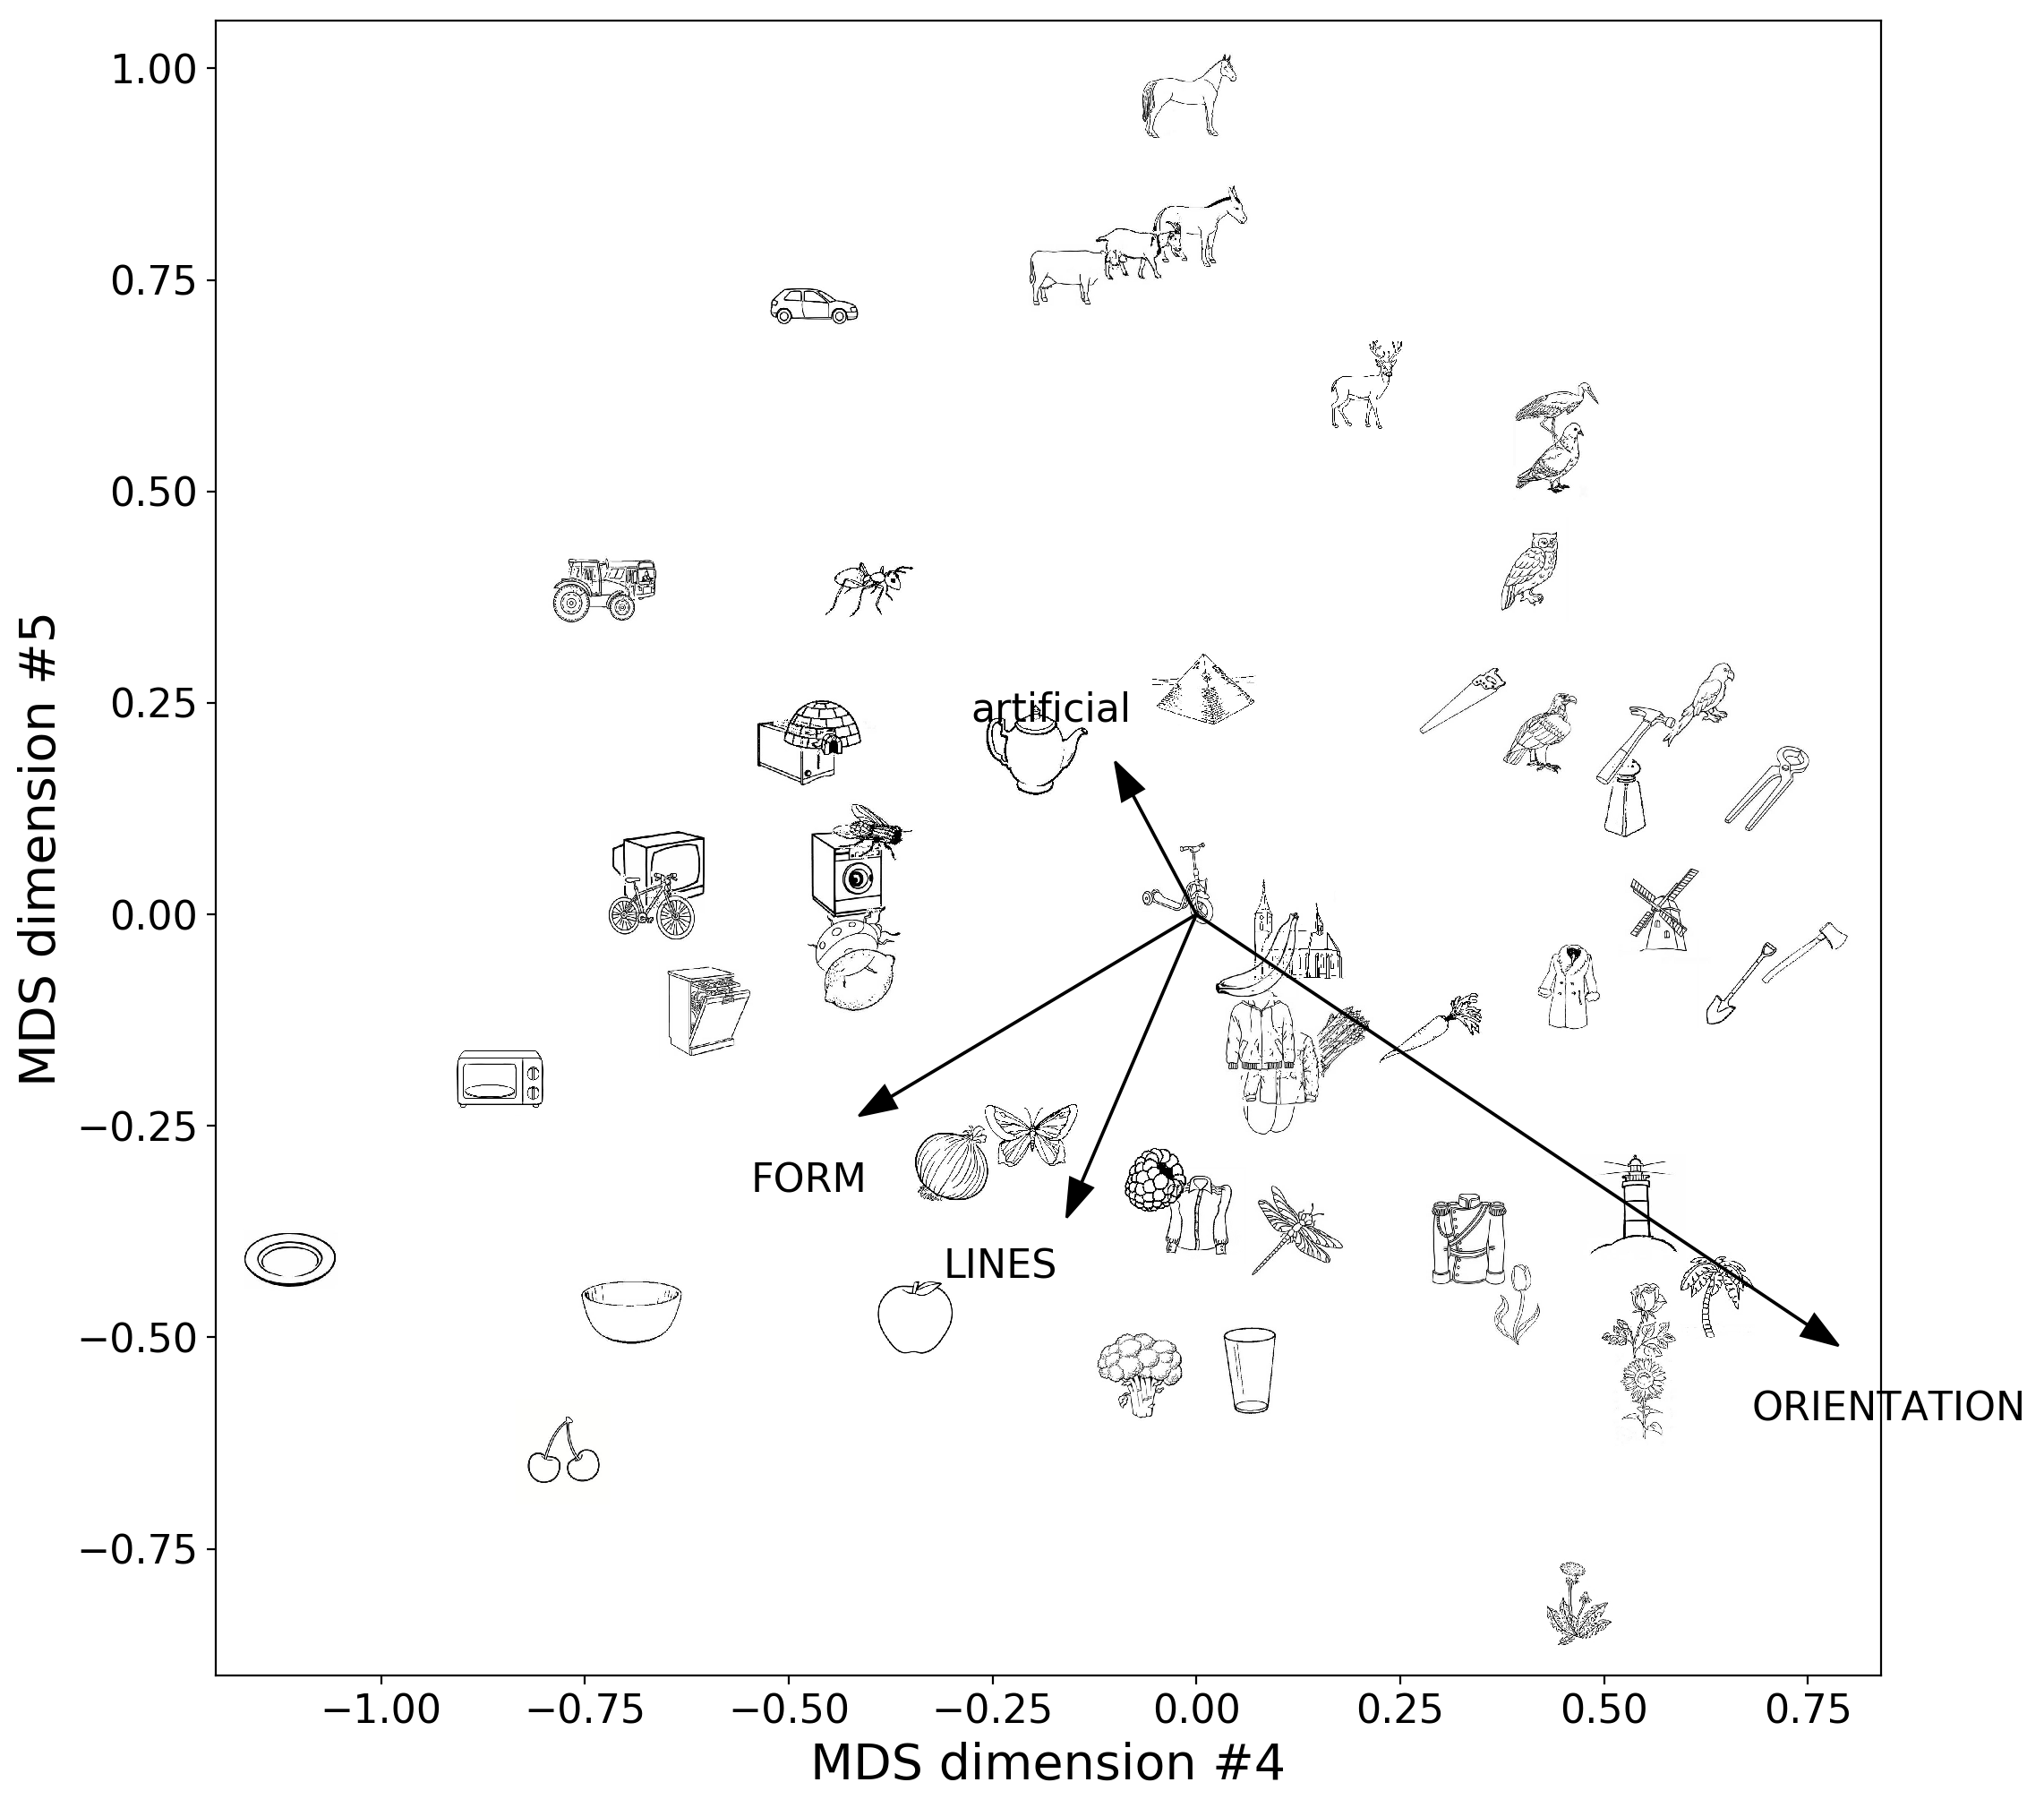 1.00
0.75
0.50
0.25
0.00
−0.25
−0.50
−0.75
MDS dimension #5
artificial
FORM
LINES
ORIENTATION
−1.00 −0.75 −0.50 −0.25 0.00 0.25 0.50 0.75
MDS dimension #4